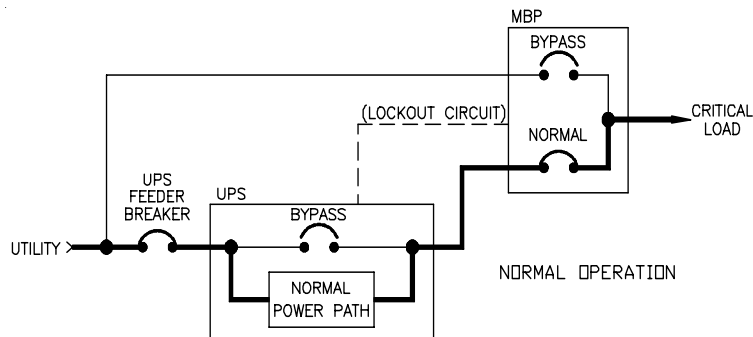 MBP
BYPASS
(LOCKOUT CIRCUIT)
CRITICAL
LOAD
NORMAL
UPS
FEEDER
BREAKER
UPS
BYPASS
UTILITY
NORMAL
POWER PATH
NORMAL OPERATION